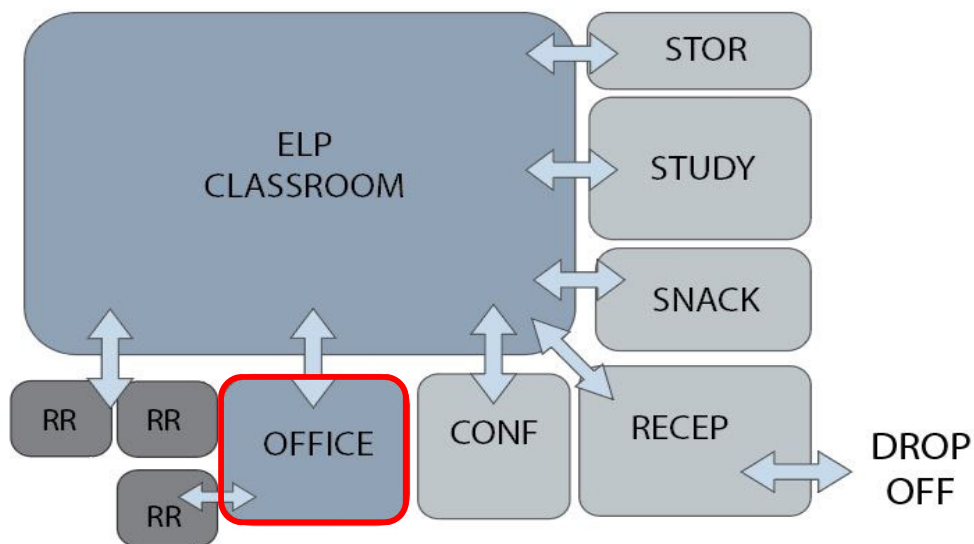 STOR
ELP
CLASSROOM
STUDY
SNACK
RR
RR
OFFICE
CONF
RECEP
DROP
OFF
RR